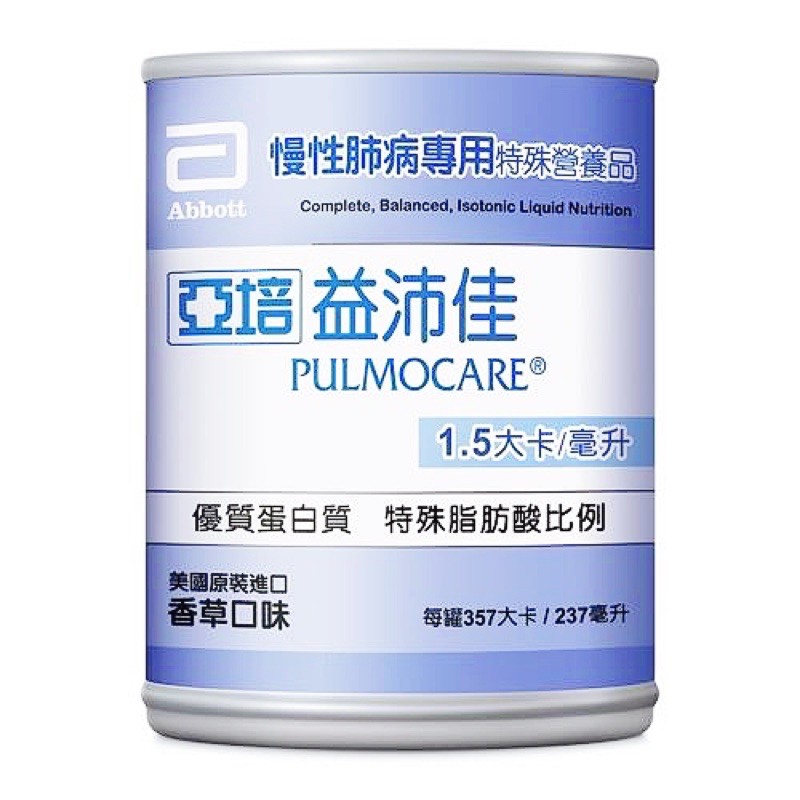 Abbott
慢性肺病專用特殊營養品
Complete, Balanced, Isotonic Liquid Nutrition
亞培 益沛佳
PULMOCARE®
1.5大卡/毫升
優質蛋白質 特殊脂肪酸比例
美國原裝進口
香草口味
每罐357大卡 / 237毫升